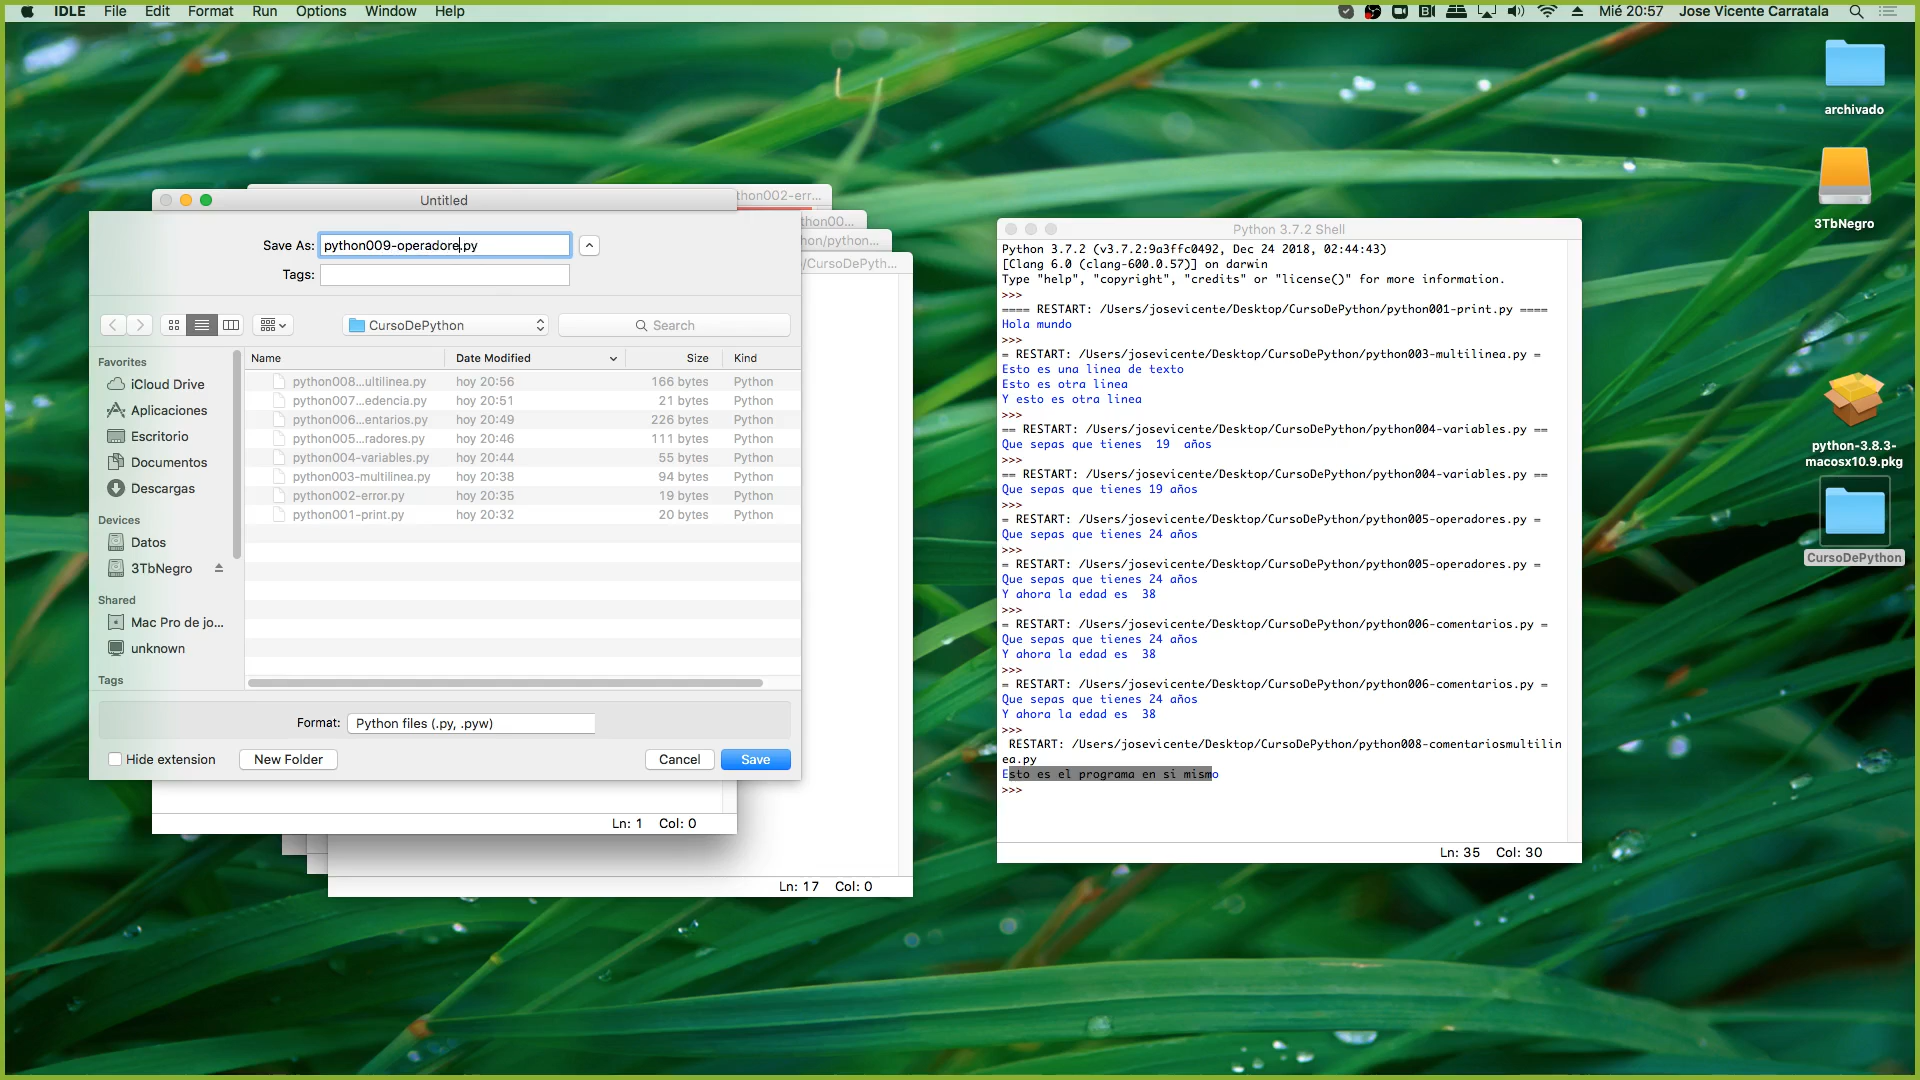 IDLE File Edit Format Run Options Window Help
Mié 20:57 Jose Vicente Carratala
archivado
3TbNegro
python-3.8.3-
macosx10.9.pkg
CursoDePython
thon002-err...
thon00...
hon/python...
/CursoDePyth...
Untitled
Save As: python009-operadore.py
Tags:
CursoDePython
Search
Favorites
iCloud Drive
Aplicaciones
Escritorio
Documentos
Descargas
Devices
Datos
3TbNegro
Shared
Mac Pro de jo...
unknown
Tags
Name Date Modified Size Kind
python008...ultilinea.py hoy 20:56 166 bytes Python
python007...edencia.py hoy 20:51 21 bytes Python
python006...entarios.py hoy 20:49 226 bytes Python
python005...radores.py hoy 20:46 111 bytes Python
python004-variables.py hoy 20:44 55 bytes Python
python003-multilinea.py hoy 20:38 94 bytes Python
python002-error.py hoy 20:35 19 bytes Python
python001-print.py hoy 20:32 20 bytes Python
Format: Python files (.py, .pyw)
Hide extension New Folder Cancel Save
Ln: 1 Col: 0
Ln: 17 Col: 0
Python 3.7.2 Shell
Python 3.7.2 (v3.7.2:9a3ffc0492, Dec 24 2018, 02:44:43)
[Clang 6.0 (clang-600.0.57)] on darwin
Type "help", "copyright", "credits" or "license()" for more information.
>>>
==== RESTART: /Users/josevicente/Desktop/CursoDePython/python001-print.py ====
Hola mundo
>>>
= RESTART: /Users/josevicente/Desktop/CursoDePython/python003-multilinea.py =
Esto es una linea de texto
Esto es otra linea
Y esto es otra linea
>>>
== RESTART: /Users/josevicente/Desktop/CursoDePython/python004-variables.py ==
Que sepas que tienes  19  años
>>>
== RESTART: /Users/josevicente/Desktop/CursoDePython/python004-variables.py ==
Que sepas que tienes 19 años
>>>
= RESTART: /Users/josevicente/Desktop/CursoDePython/python005-operadores.py =
Que sepas que tienes 24 años
>>>
= RESTART: /Users/josevicente/Desktop/CursoDePython/python005-operadores.py =
Que sepas que tienes 24 años
Y ahora la edad es  38
>>>
= RESTART: /Users/josevicente/Desktop/CursoDePython/python006-comentarios.py =
Que sepas que tienes 24 años
Y ahora la edad es  38
>>>
= RESTART: /Users/josevicente/Desktop/CursoDePython/python006-comentarios.py =
Que sepas que tienes 24 años
Y ahora la edad es  38
>>>
RESTART: /Users/josevicente/Desktop/CursoDePython/python008-comentariosmultilin
ea.py
Esto es el programa en si mismo
>>>
Ln: 35 Col: 30